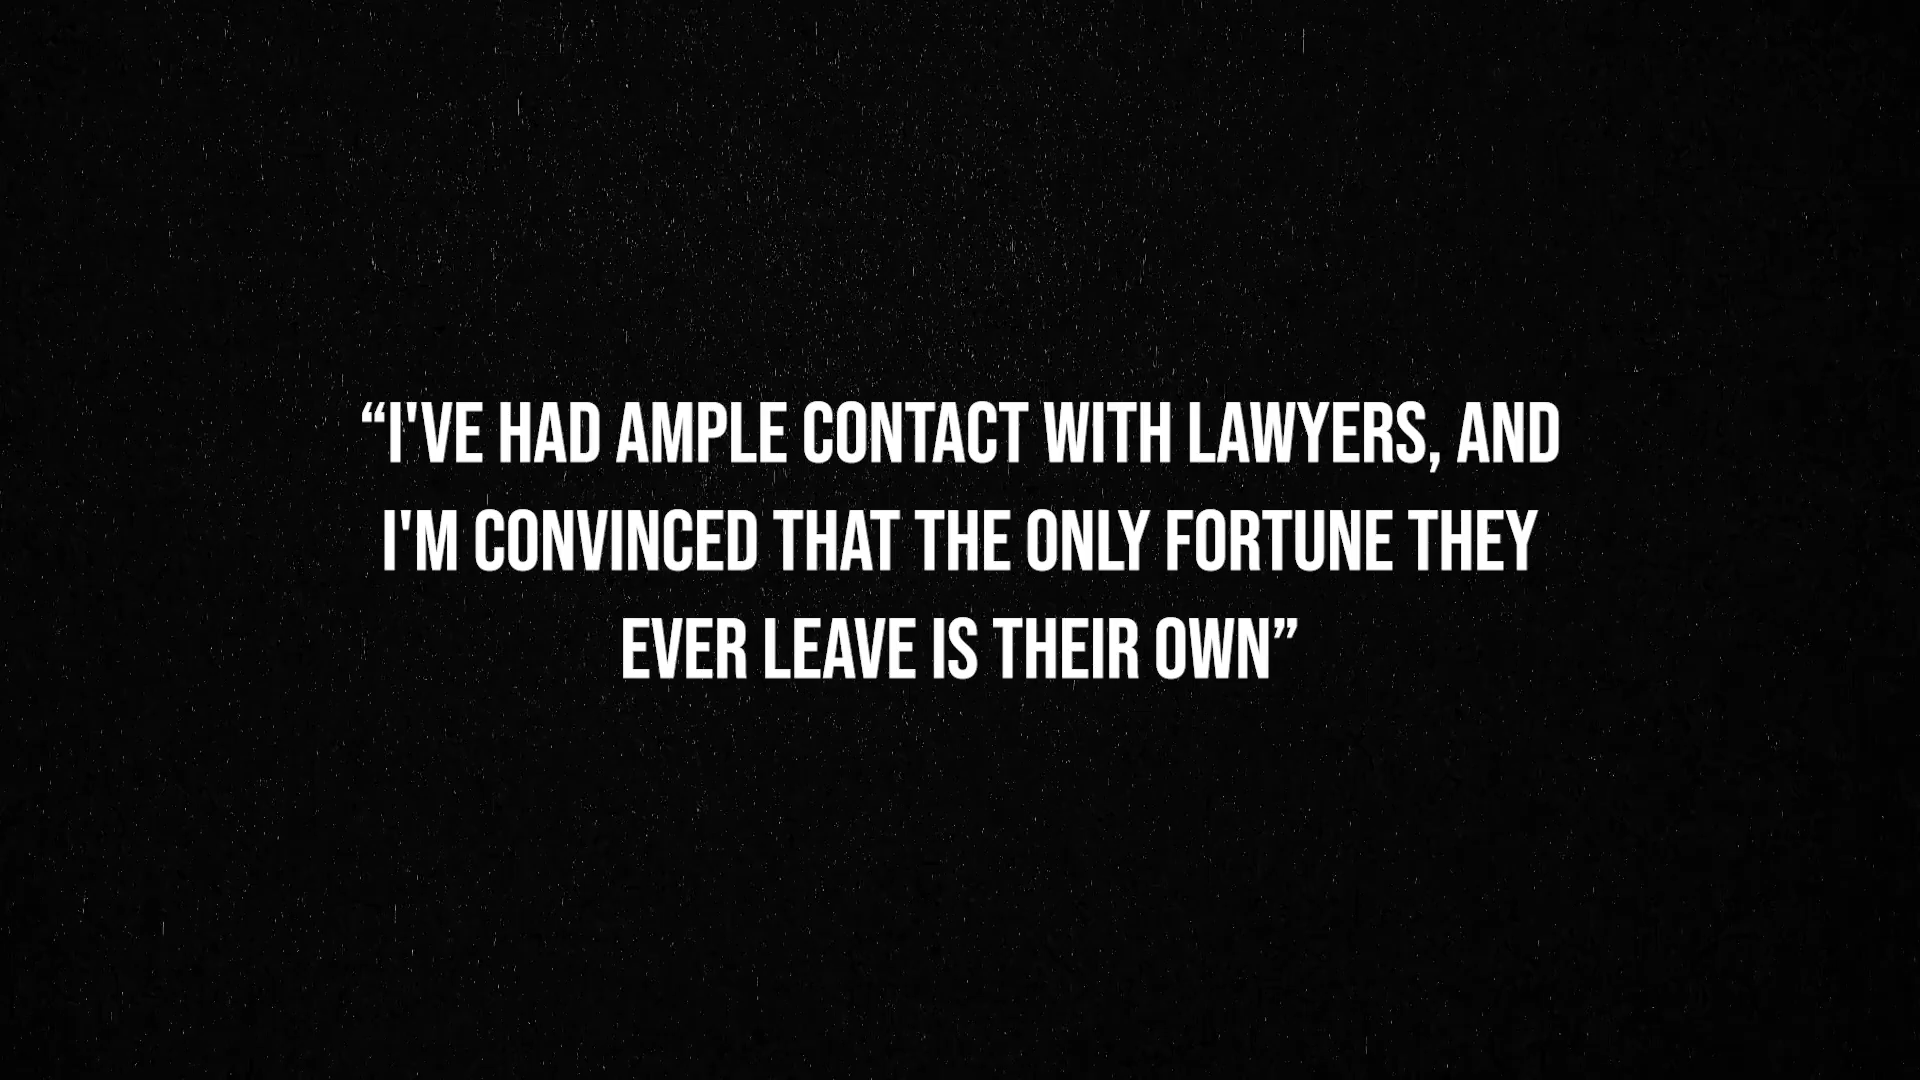 “I'VE HAD AMPLE CONTACT WITH LAWYERS, AND
I'M CONVINCED THAT THE ONLY FORTUNE THEY
EVER LEAVE IS THEIR OWN”